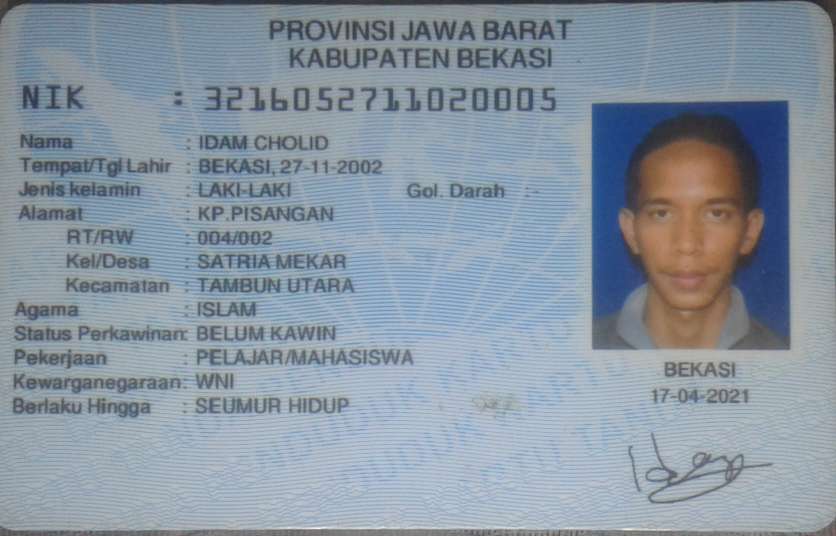 PROVINSI JAWA BARAT
KABUPATEN BEKASI
NIK : 3216052711020005
Nama : IDAM CHOLID
Tempat/Tgl Lahir : BEKASI, 27-11-2002
Jenis kelamin : LAKI-LAKI Gol. Darah :-
Alamat : KP.PISANGAN
RT/RW : 004/002
Kel/Desa : SATRIA MEKAR
Kecamatan : TAMBUN UTARA
Agama : ISLAM
Status Perkawinan: BELUM KAWIN
Pekerjaan : PELAJAR/MAHASISWA
Kewarganegaraan: WNI
Berlaku Hingga : SEUMUR HIDUP
BEKASI
17-04-2021